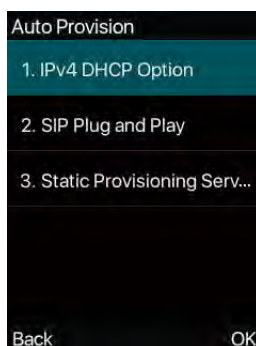 Auto Provision
1. IPv4 DHCP Option
2. SIP Plug and Play
3. Static Provisioning Serv...
Back OK